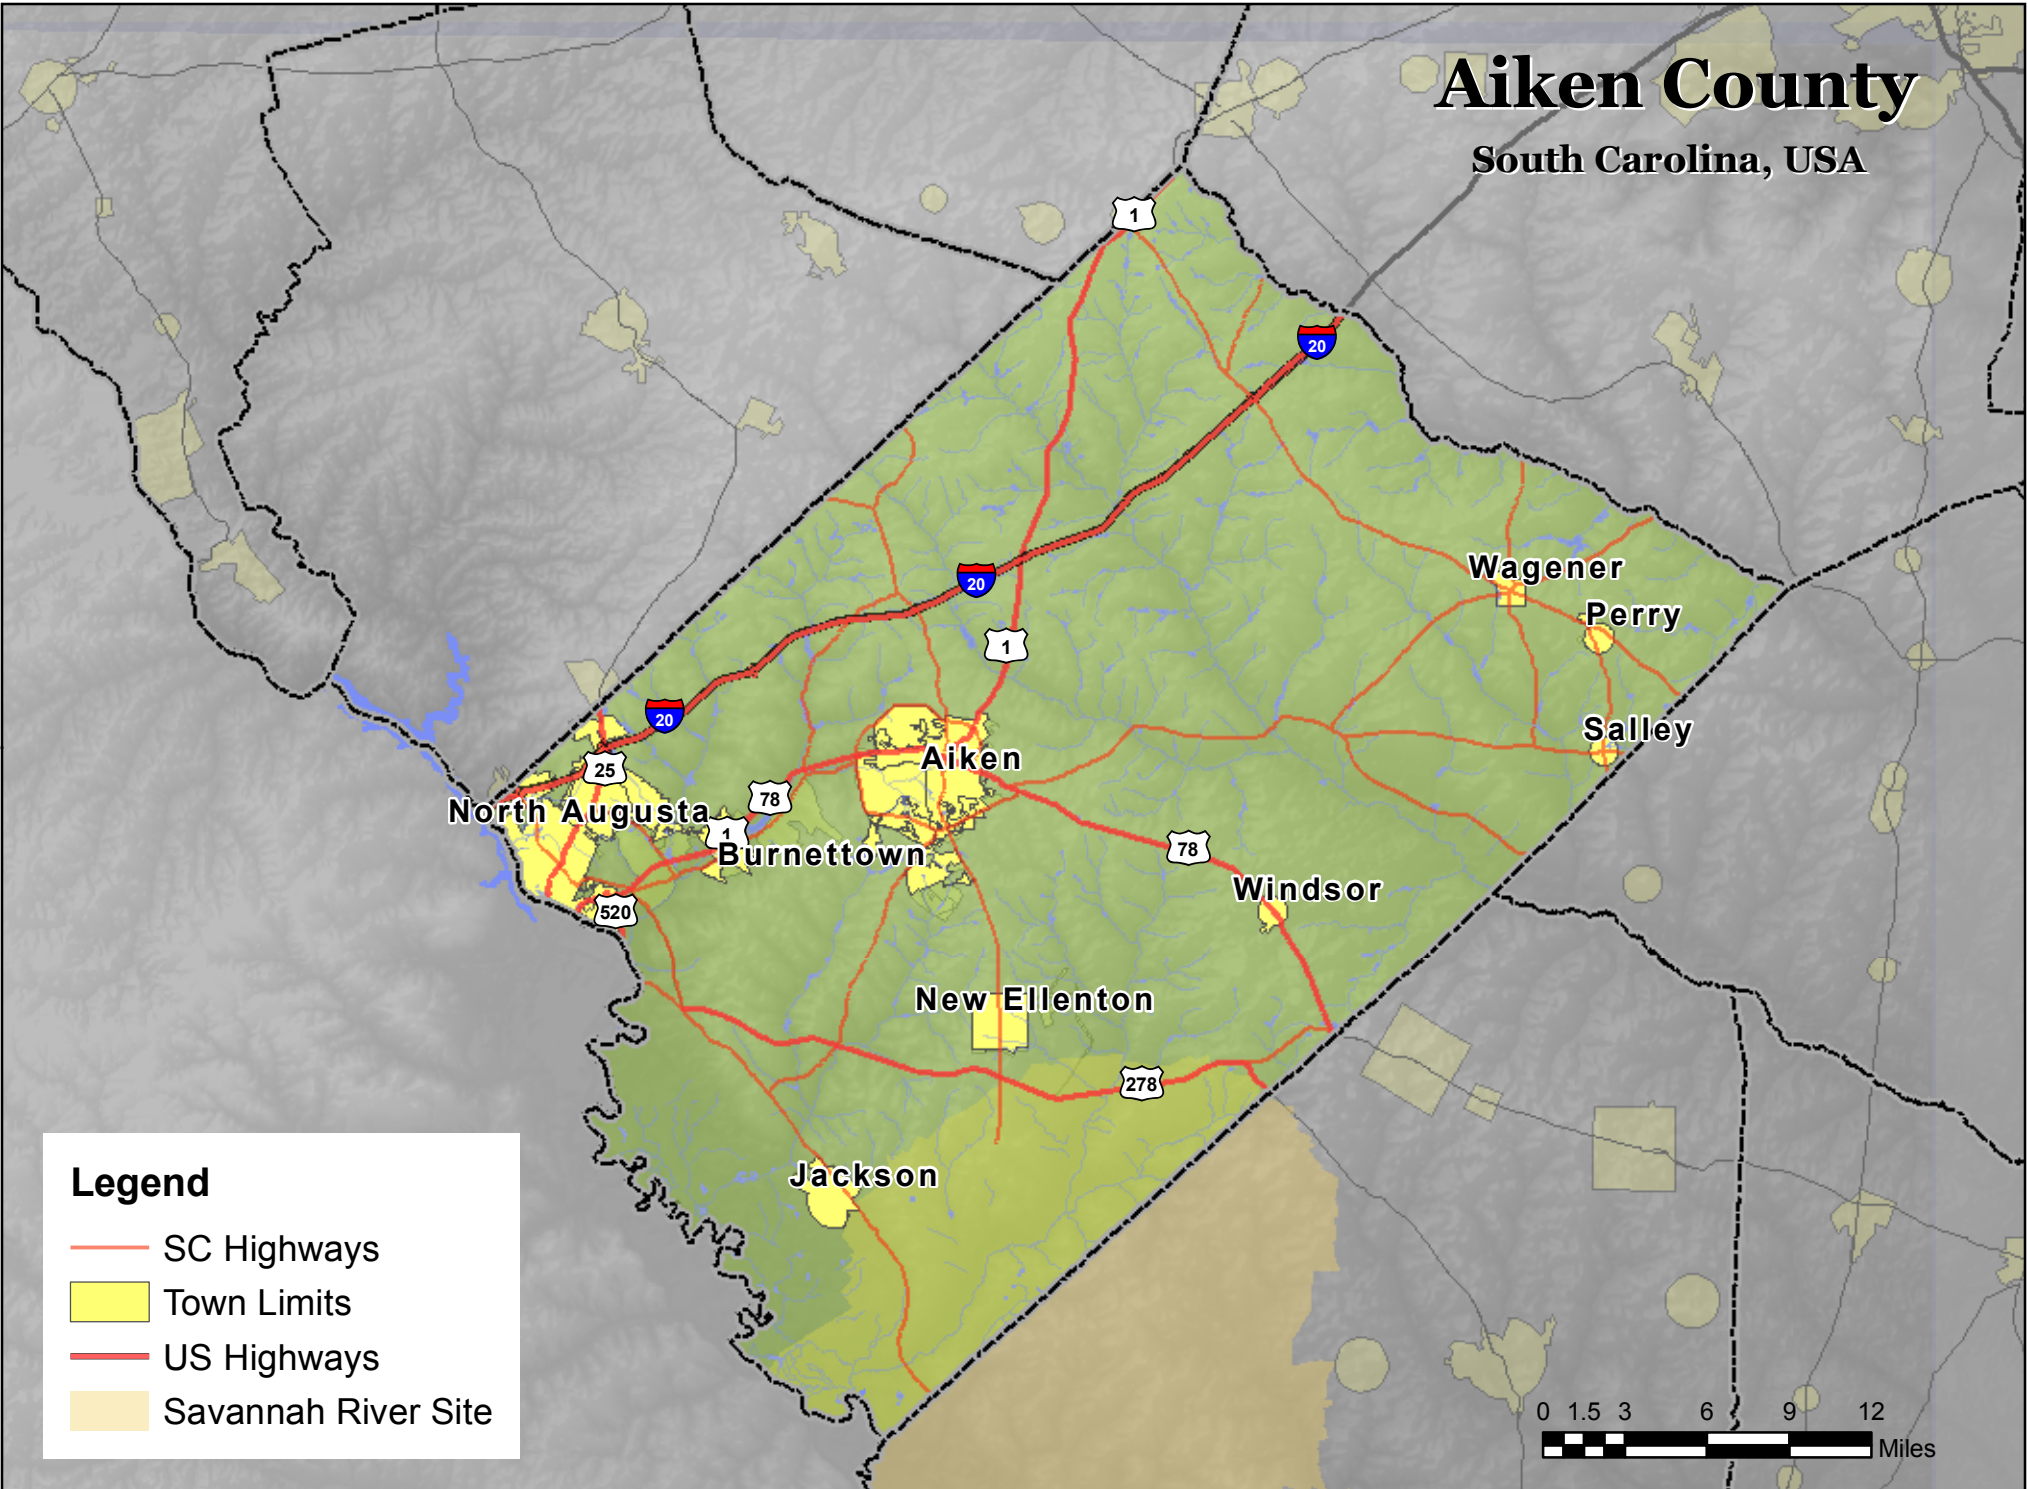 Aiken County
South Carolina, USA
1
20
20
1
Wagener
Perry
Salley
20
25
Aiken
78
North Augusta
1
Burnettown
78
520
Windsor
New Ellenton
278
Jackson
Legend
SC Highways
Town Limits
US Highways
Savannah River Site
0 1.5 3 6 9 12
Miles